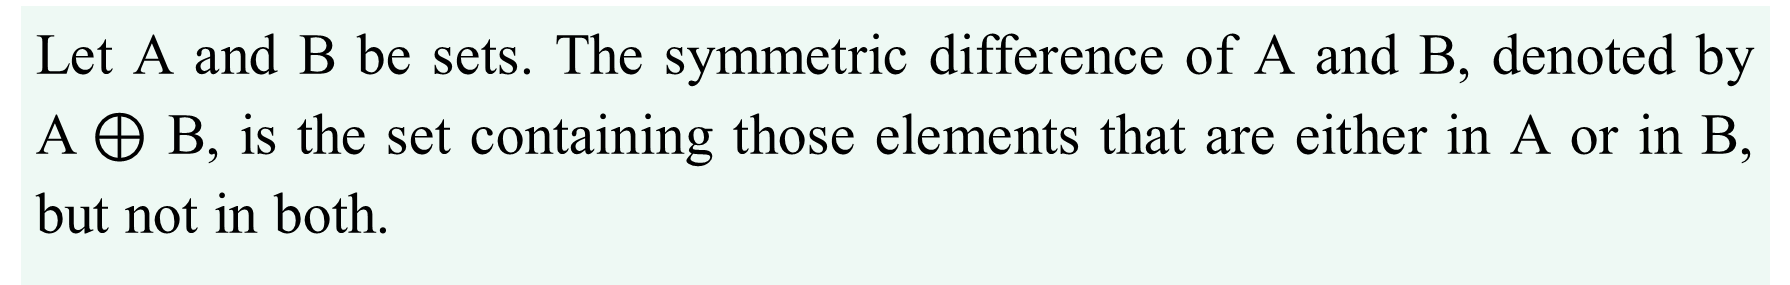 Let A and B be sets. The symmetric difference of A and B, denoted by
A ⊕ B, is the set containing those elements that are either in A or in B,
but not in both.